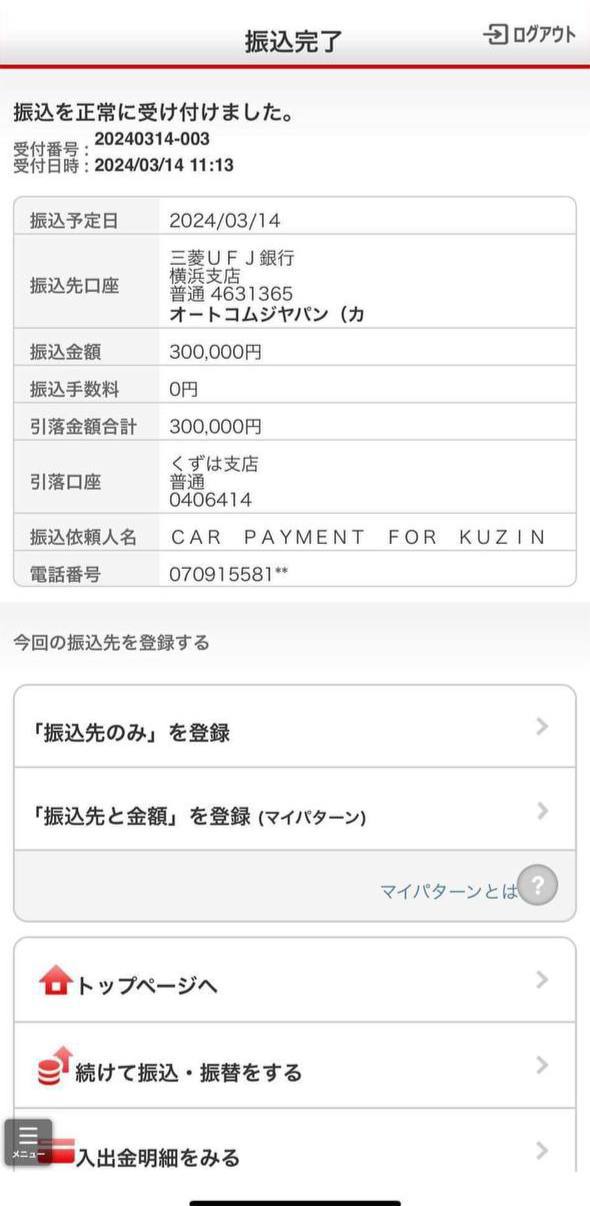 振込完了
ログアウト
振込を正常に受け付けました。
受付番号： 20240314-003
受付日時：2024/03/14 11:13
振込予定日 2024/03/14
振込先口座
三菱ＵＦＪ銀行
横浜支店
普通 4631365
オートコムジヤパン（カ
振込金額 300,000円
振込手数料 0円
引落金額合計 300,000円
引落口座
くずは支店
普通
0406414
振込依頼人名 ＣＡＲ　ＰＡＹＭＥＮＴ　ＦＯＲ　ＫＵＺＩＮ
電話番号 070915581**
今回の振込先を登録する
「振込先のみ」を登録
「振込先と金額」を登録 (マイパターン)
マイパターンとは ?
トップページへ
続けて振込・振替をする
メニュー
入出金明細をみる